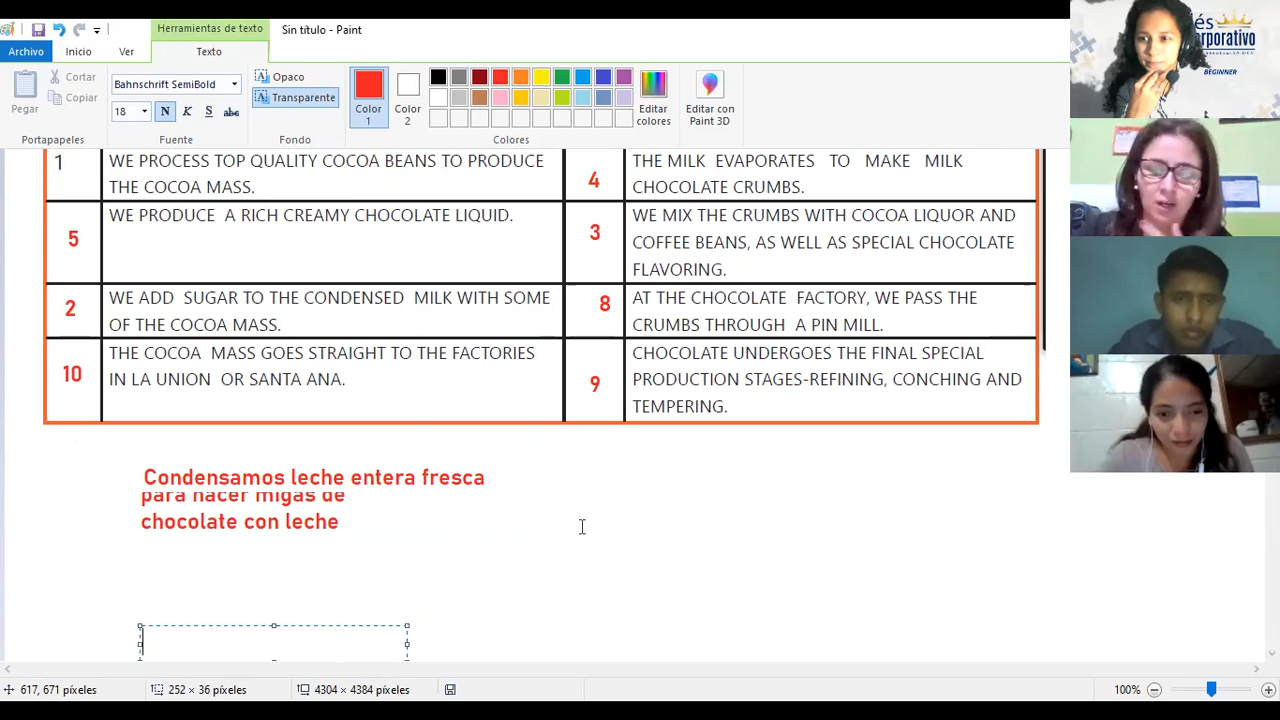 Herramientas de texto
Sin título - Paint
Archivo
Inicio
Ver
Texto
Pegar
Cortar
Copiar
Portapapeles
Bahnschrift SemiBold
18
N K S abc
Fuente
Opaco
Transparente
Fondo
Color 1
Color 2
Editar colores
Colores
Editar con Paint 3D
és
orporativo
BEGINNER
1
WE PROCESS TOP QUALITY COCOA BEANS TO PRODUCE
THE COCOA MASS.
4
THE MILK EVAPORATES TO MAKE MILK
CHOCOLATE CRUMBS.
5
WE PRODUCE A RICH CREAMY CHOCOLATE LIQUID.
3
WE MIX THE CRUMBS WITH COCOA LIQUOR AND
COFFEE BEANS, AS WELL AS SPECIAL CHOCOLATE
FLAVORING.
2
WE ADD SUGAR TO THE CONDENSED MILK WITH SOME
OF THE COCOA MASS.
8
AT THE CHOCOLATE FACTORY, WE PASS THE
CRUMBS THROUGH A PIN MILL.
10
THE COCOA MASS GOES STRAIGHT TO THE FACTORIES
IN LA UNION OR SANTA ANA.
9
CHOCOLATE UNDERGOES THE FINAL SPECIAL
PRODUCTION STAGES-REFINING, CONCHING AND
TEMPERING.
Condensamos leche entera fresca
para hacer migas de
chocolate con leche
617, 671 píxeles
252 × 36 píxeles
4304 × 4384 píxeles
100%